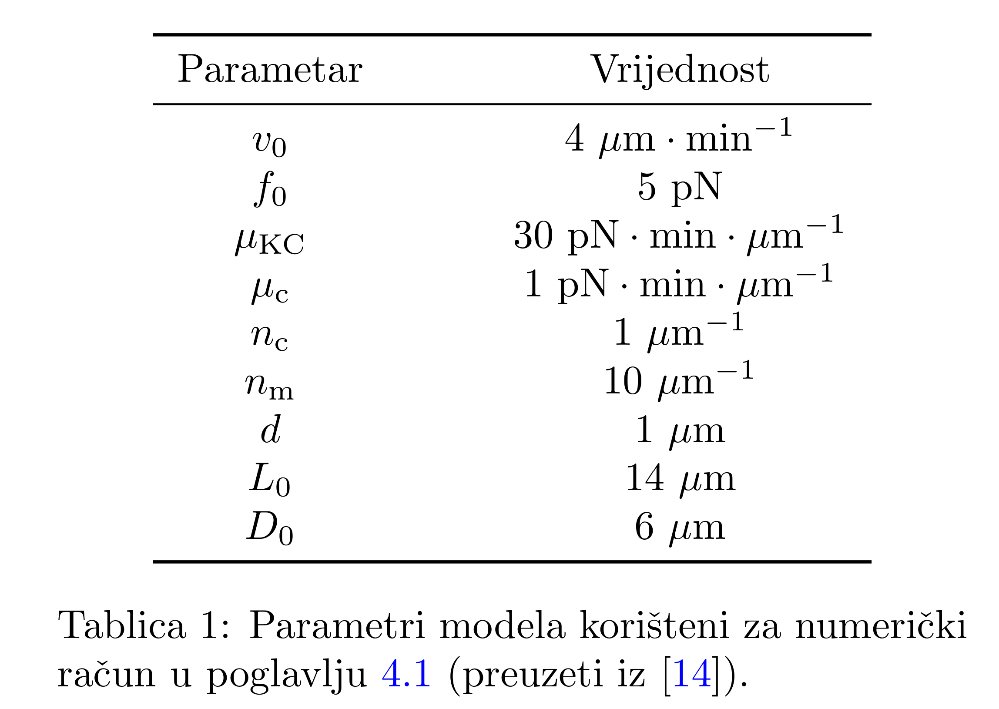 Parametar Vrijednost
v₀ 4 μm · min⁻¹
f₀ 5 pN
μ_KC 30 pN · min · μm⁻¹
μ_c 1 pN · min · μm⁻¹
n_c 1 μm⁻¹
n_m 10 μm⁻¹
d 1 μm
L₀ 14 μm
D₀ 6 μm
Tablica 1: Parametri modela korišteni za numerički
račun u poglavlju 4.1 (preuzeti iz [14]).